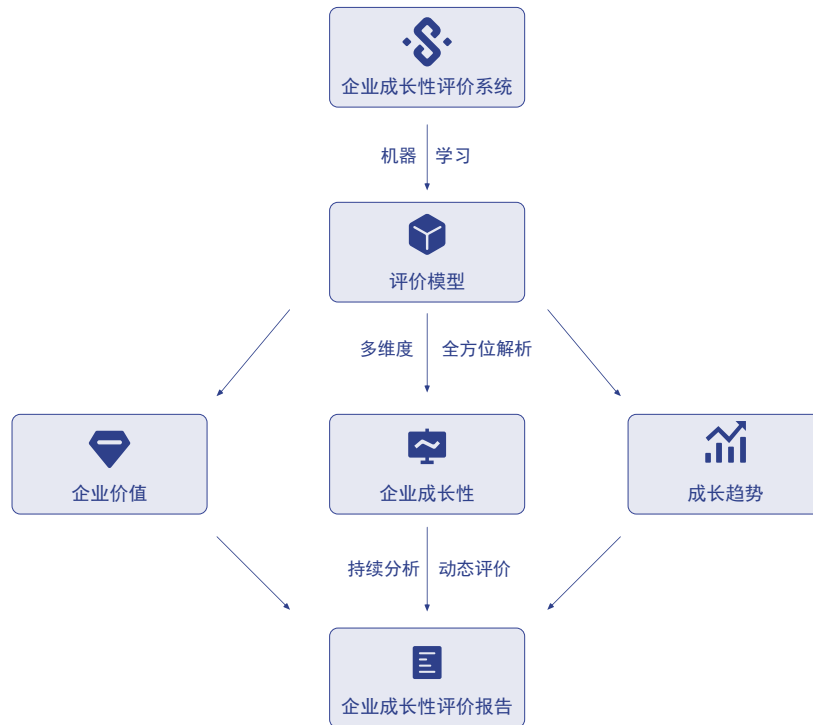 企业成长性评价系统
机器 学习
评价模型
多维度 全方位解析
企业价值 企业成长性 成长趋势
持续分析 动态评价
企业成长性评价报告